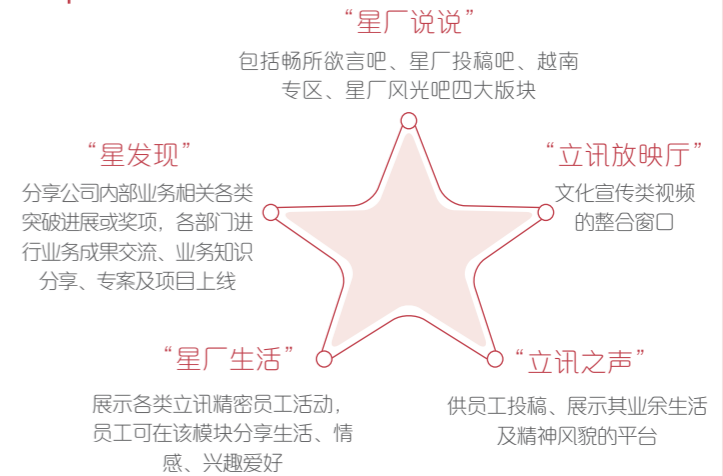 “星厂说说”
包括畅所欲言吧、星厂投稿吧、越南
专区、星厂风光吧四大版块
“星发现”
分享公司内部业务相关各类
突破进展或奖项，各部门进
行业务成果交流、业务知识
分享、专案及项目上线
“立讯放映厅”
文化宣传类视频
的整合窗口
“星厂生活”
展示各类立讯精密员工活动，
员工可在该模块分享生活、情
感、兴趣爱好
“立讯之声”
供员工投稿、展示其业余生活
及精神风貌的平台